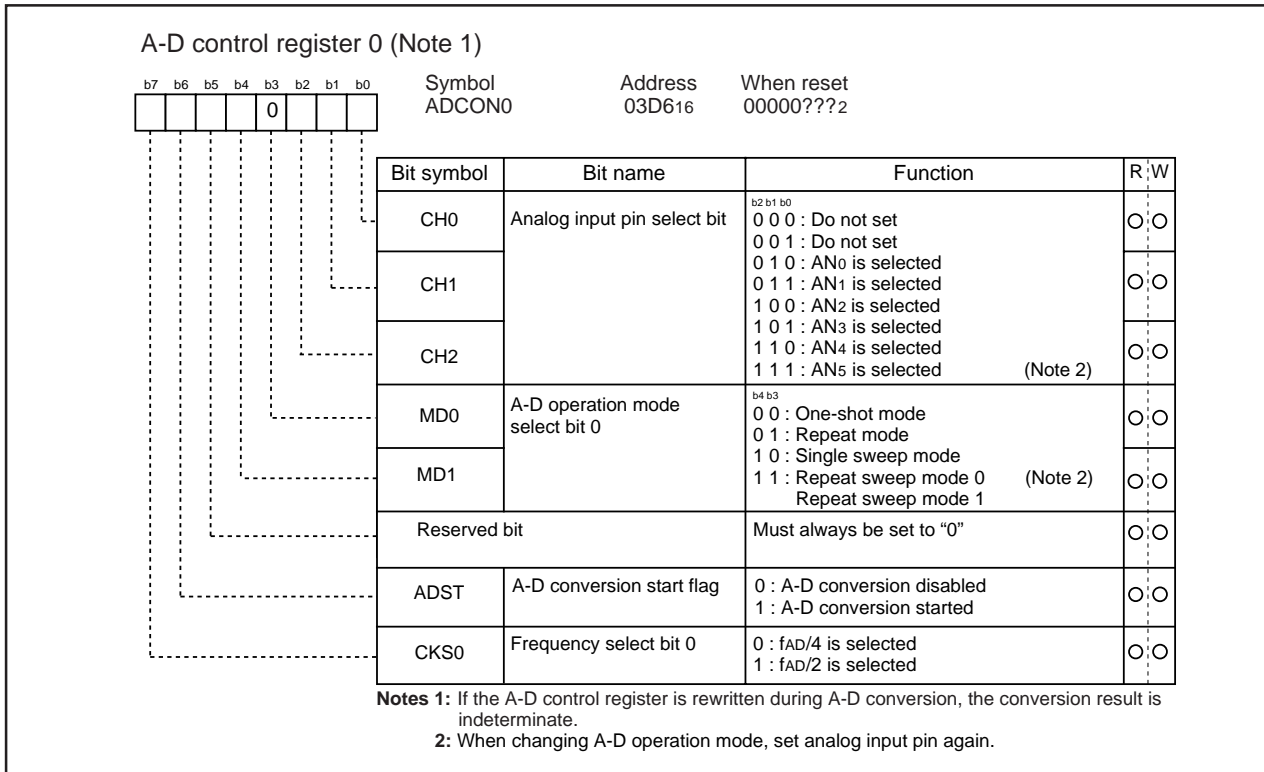 A-D control register 0 (Note 1)
b7 b6 b5 b4 b3 b2 b1 b0
0
Symbol Address When reset
ADCON0 03D616 00000???2
Bit symbol Bit name Function R W
CH0 Analog input pin select bit
CH1
CH2
b2 b1 b0
0 0 0 : Do not set
0 0 1 : Do not set
0 1 0 : AN0 is selected
0 1 1 : AN1 is selected
1 0 0 : AN2 is selected
1 0 1 : AN3 is selected
1 1 0 : AN4 is selected
1 1 1 : AN5 is selected (Note 2)
MD0 A-D operation mode
select bit 0
MD1
b4 b3
0 0 : One-shot mode
0 1 : Repeat mode
1 0 : Single sweep mode
1 1 : Repeat sweep mode 0 (Note 2)
Repeat sweep mode 1
Reserved bit Must always be set to “0”
ADST A-D conversion start flag 0 : A-D conversion disabled
1 : A-D conversion started
CKS0 Frequency select bit 0 0 : fAD/4 is selected
1 : fAD/2 is selected
Notes 1: If the A-D control register is rewritten during A-D conversion, the conversion result is
indeterminate.
2: When changing A-D operation mode, set analog input pin again.